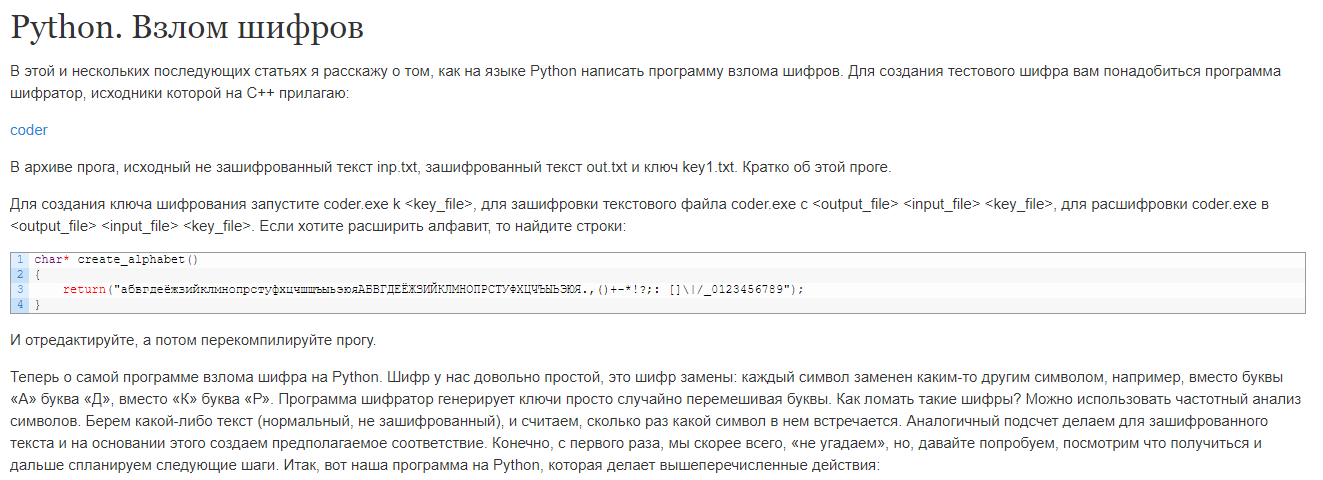 Python. Взлом шифров
В этой и нескольких последующих статьях я расскажу о том, как на языке Python написать программу взлома шифров. Для создания тестового шифра вам понадобиться программа
шифратор, исходники которой на C++ прилагаю:
coder
В архиве прога, исходный не зашифрованный текст inp.txt, зашифрованный текст out.txt и ключ key1.txt. Кратко об этой проге.
Для создания ключа шифрования запустите coder.exe k <key_file>, для зашифровки текстового файла coder.exe c <output_file> <input_file> <key_file>, для расшифровки coder.exe в
<output_file> <input_file> <key_file>. Если хотите расширить алфавит, то найдите строки:
1 char* create_alphabet()
2 {
3 return("абвгдеёжзийклмнопрстуфхцчшщъыьэюяАБВГДЕЁЖЗИЙКЛМНОПРСТУФХЦЧЪЫЬЭЮЯ.,()+-*!?;: []\|/_0123456789");
4 }
И отредактируйте, а потом перекомпилируйте прогу.
Теперь о самой программе взлома шифра на Python. Шифр у нас довольно простой, это шифр замены: каждый символ заменен каким-то другим символом, например, вместо буквы
«А» буква «Д», вместо «К» буква «Р». Программа шифратор генерирует ключи просто случайно перемешивая буквы. Как ломать такие шифры? Можно использовать частотный анализ
символов. Берем какой-либо текст (нормальный, не зашифрованный), и считаем, сколько раз какой символ в нем встречается. Аналогичный подсчет делаем для зашифрованного
текста и на основании этого создаем предполагаемое соответствие. Конечно, с первого раза, мы скорее всего, «не угадаем», но, давайте попробуем, посмотрим что получиться и
дальше спланируем следующие шаги. Итак, вот наша программа на Python, которая делает вышеперечисленные действия: